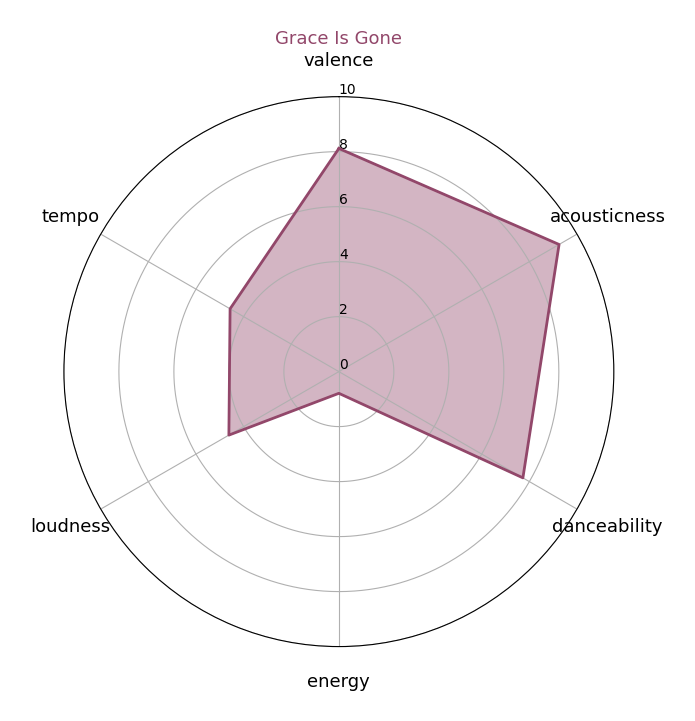 Grace Is Gone
valence
10
8
6
4
2
0
tempo
acousticness
loudness
danceability
energy